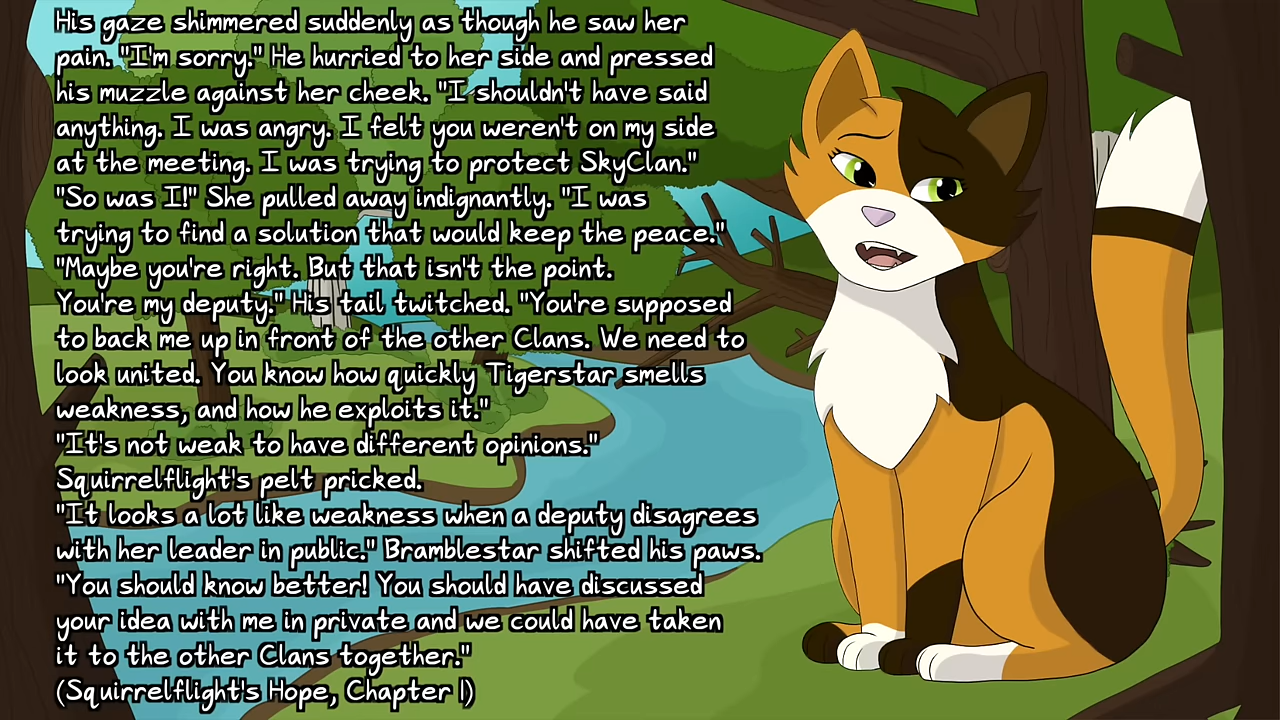 His gaze shimmered suddenly as though he saw her
pain. "I'm sorry." He hurried to her side and pressed
his muzzle against her cheek. "I shouldn't have said
anything. I was angry. I felt you weren't on my side
at the meeting. I was trying to protect SkyClan."
"So was I!" She pulled away indignantly. "I was
trying to find a solution that would keep the peace."
"Maybe you're right. But that isn't the point.
You're my deputy." His tail twitched. "You're supposed
to back me up in front of the other Clans. We need to
look united. You know how quickly Tigerstar smells
weakness, and how he exploits it."
"It's not weak to have different opinions."
Squirrelflight's pelt pricked.
"It looks a lot like weakness when a deputy disagrees
with her leader in public." Bramblestar shifted his paws.
"You should know better! You should have discussed
your idea with me in private and we could have taken
it to the other Clans together."
(Squirrelflight's Hope, Chapter 1)